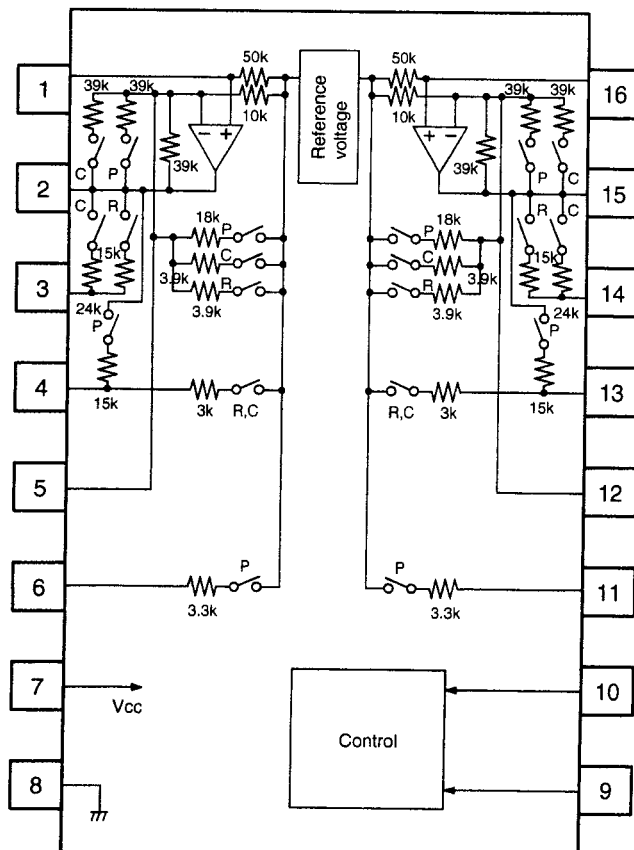 50k
Reference voltage
50k
1
39k
39k
10k
10k
39k
39k
16
39k
39k
− +
+ −
2
C
P
P
C
15
C
R
R
C
18k
P
P
18k
15k
C
C
15k
3
3.9k
3.9k
14
24k
R
R
24k
3.9k
3.9k
P
P
4
13
15k
3k
R,C
R,C
3k
15k
5
12
6
P
P
11
3.3k
3.3k
7
Vcc
10
Control
8
9